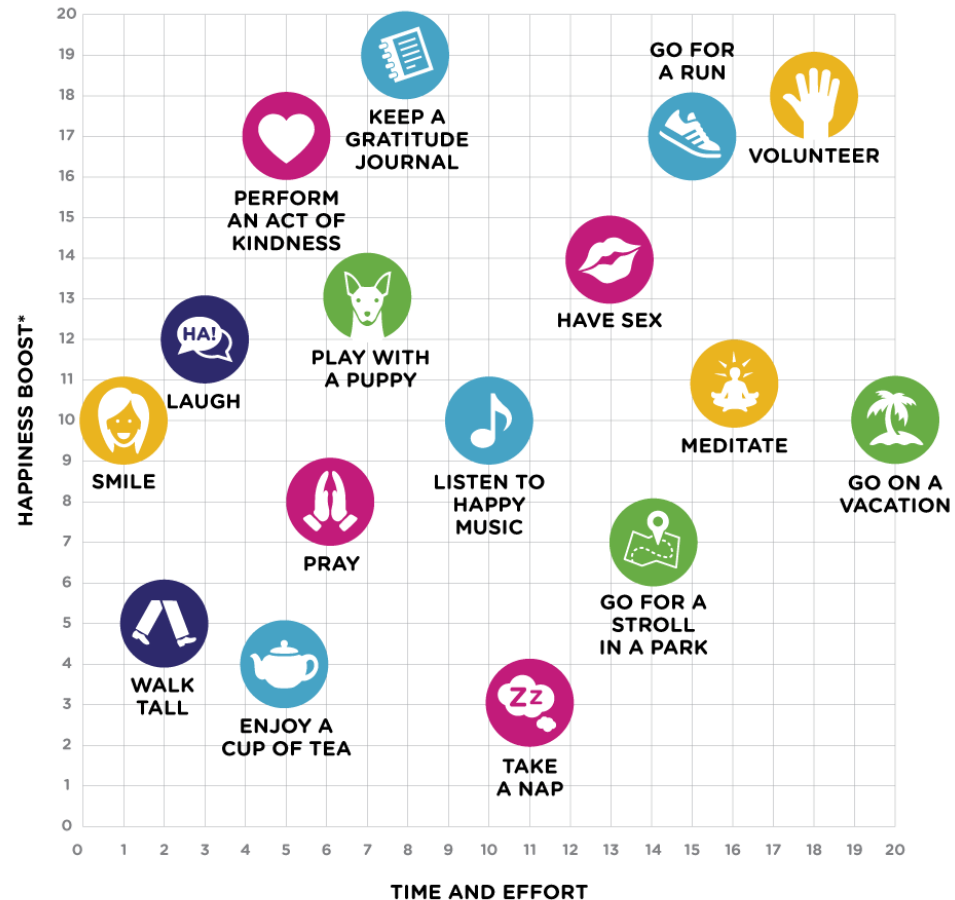 20
19
18
17
16
15
14
13
12
11
10
9
8
7
6
5
4
3
2
1
0
HAPPINESS BOOST*
KEEP A
GRATITUDE
JOURNAL
GO FOR
A RUN
VOLUNTEER
PERFORM
AN ACT OF
KINDNESS
HAVE SEX
PLAY WITH
A PUPPY
HA!
LAUGH
SMILE
MEDITATE
LISTEN TO
HAPPY
MUSIC
GO ON A
VACATION
PRAY
GO FOR A
STROLL
IN A PARK
WALK
TALL
ENJOY A
CUP OF TEA
ZZ
TAKE
A NAP
0 1 2 3 4 5 6 7 8 9 10 11 12 13 14 15 16 17 18 19 20
TIME AND EFFORT